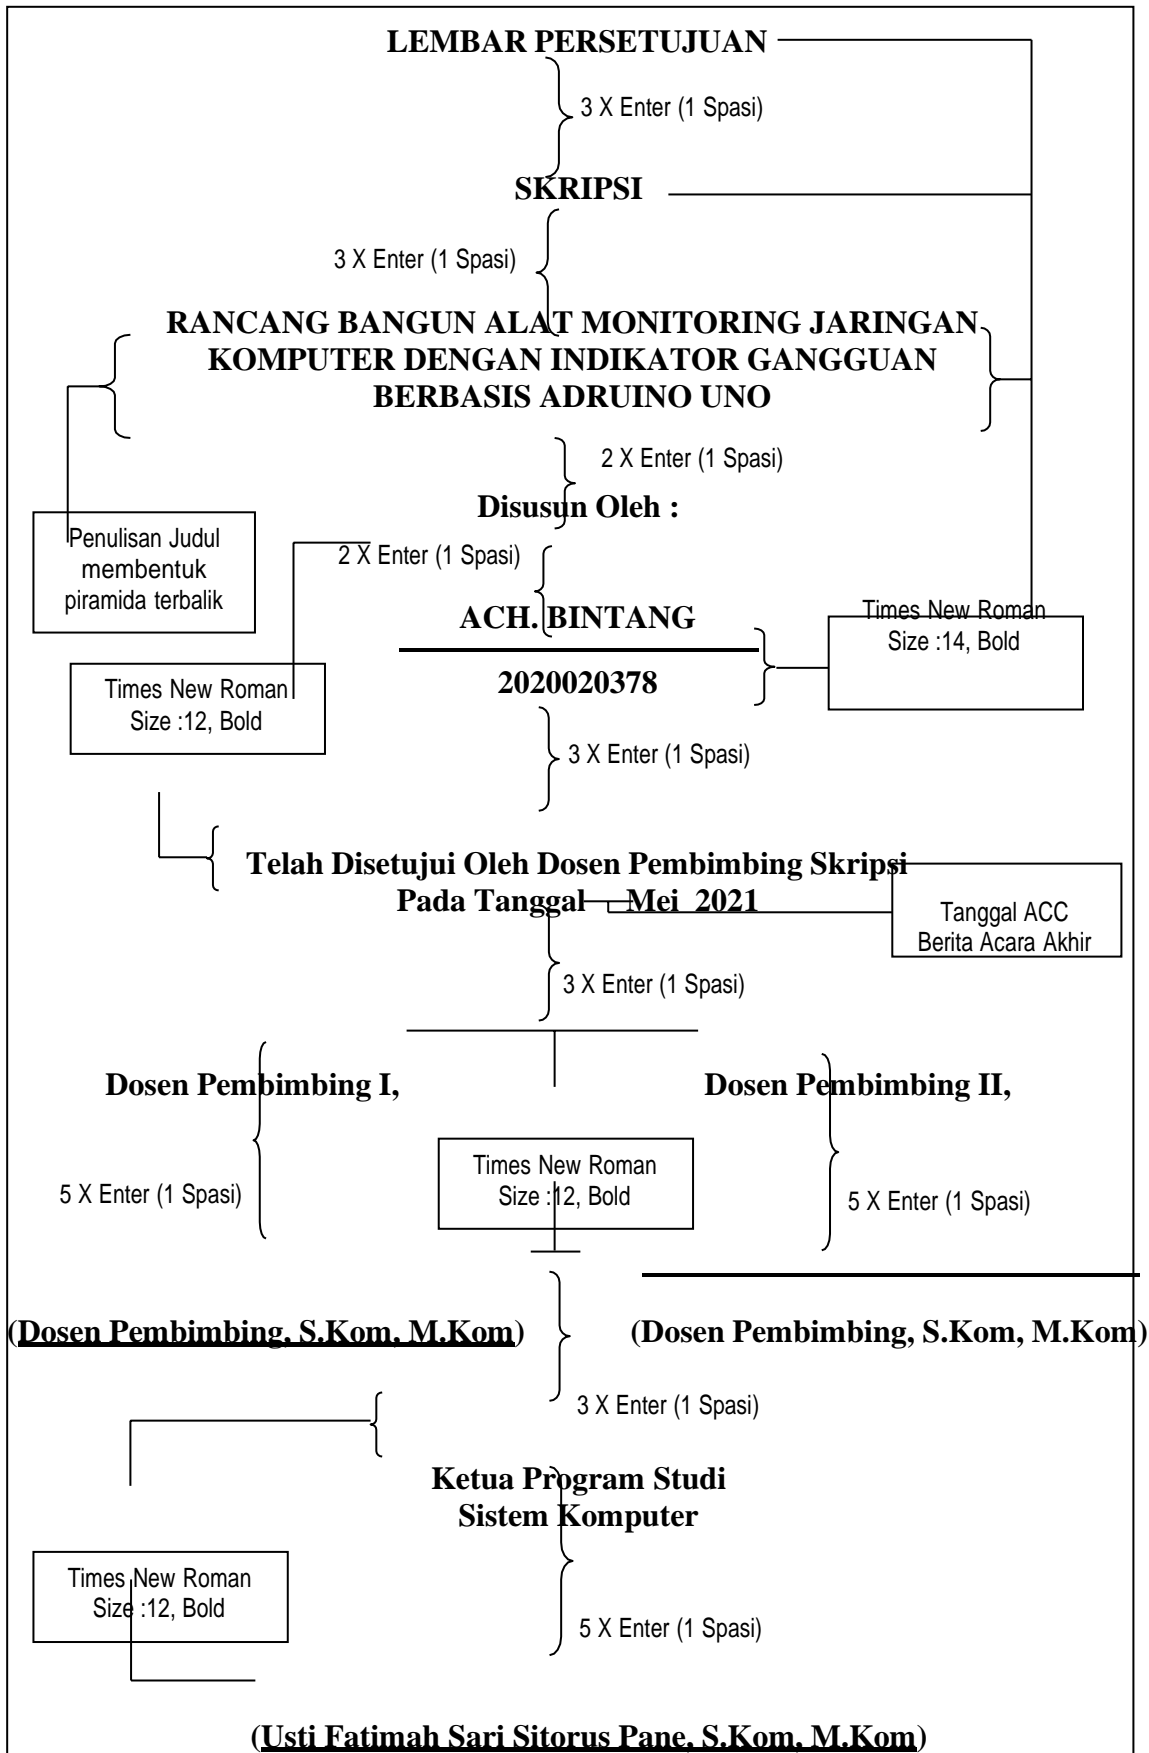 LEMBAR PERSETUJUAN
3 X Enter (1 Spasi)
SKRIPSI
3 X Enter (1 Spasi)
RANCANG BANGUN ALAT MONITORING JARINGAN
KOMPUTER DENGAN INDIKATOR GANGGUAN
BERBASIS ADRUINO UNO
2 X Enter (1 Spasi)
Disusun Oleh :
Penulisan Judul
membentuk
piramida terbalik
2 X Enter (1 Spasi)
ACH. BINTANG
2020020378
Times New Roman
Size :14, Bold
Times New Roman
Size :12, Bold
3 X Enter (1 Spasi)
Telah Disetujui Oleh Dosen Pembimbing Skripsi
Pada Tanggal Mei 2021
Tanggal ACC
Berita Acara Akhir
3 X Enter (1 Spasi)
Dosen Pembimbing I,
Dosen Pembimbing II,
Times New Roman
Size :12, Bold
5 X Enter (1 Spasi)
5 X Enter (1 Spasi)
(Dosen Pembimbing, S.Kom, M.Kom)
(Dosen Pembimbing, S.Kom, M.Kom)
3 X Enter (1 Spasi)
Ketua Program Studi
Sistem Komputer
Times New Roman
Size :12, Bold
5 X Enter (1 Spasi)
(Usti Fatimah Sari Sitorus Pane, S.Kom, M.Kom)